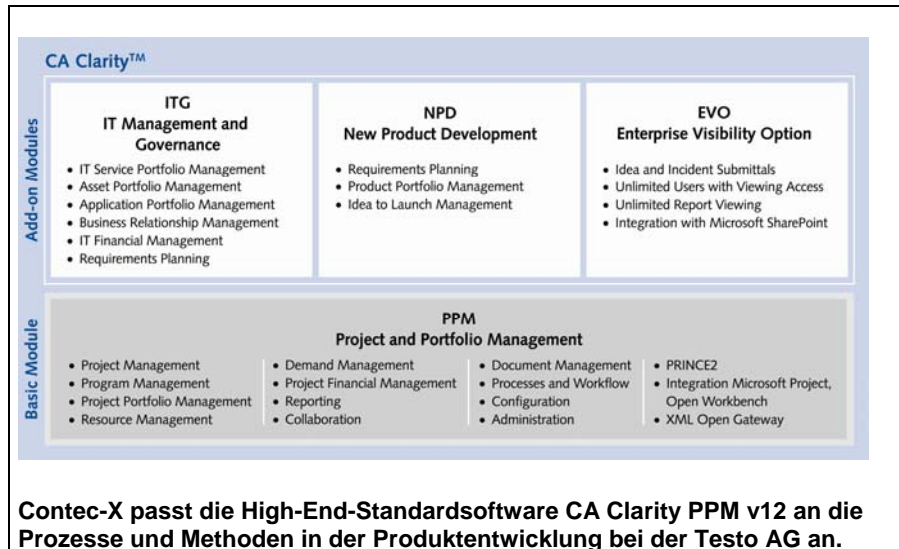 CA Clarity™
Add-on Modules
ITG
IT Management and
Governance
• IT Service Portfolio Management
• Asset Portfolio Management
• Application Portfolio Management
• Business Relationship Management
• IT Financial Management
• Requirements Planning
NPD
New Product Development
• Requirements Planning
• Product Portfolio Management
• Idea to Launch Management
EVO
Enterprise Visibility Option
• Idea and Incident Submittals
• Unlimited Users with Viewing Access
• Unlimited Report Viewing
• Integration with Microsoft SharePoint
Basic Module
PPM
Project and Portfolio Management
• Project Management
• Program Management
• Project Portfolio Management
• Resource Management
• Demand Management
• Project Financial Management
• Reporting
• Collaboration
• Document Management
• Processes and Workflow
• Configuration
• Administration
• PRINCE2
• Integration Microsoft Project,
Open Workbench
• XML Open Gateway
Contec-X passt die High-End-Standardsoftware CA Clarity PPM v12 an die
Prozesse und Methoden in der Produktentwicklung bei der Testo AG an.